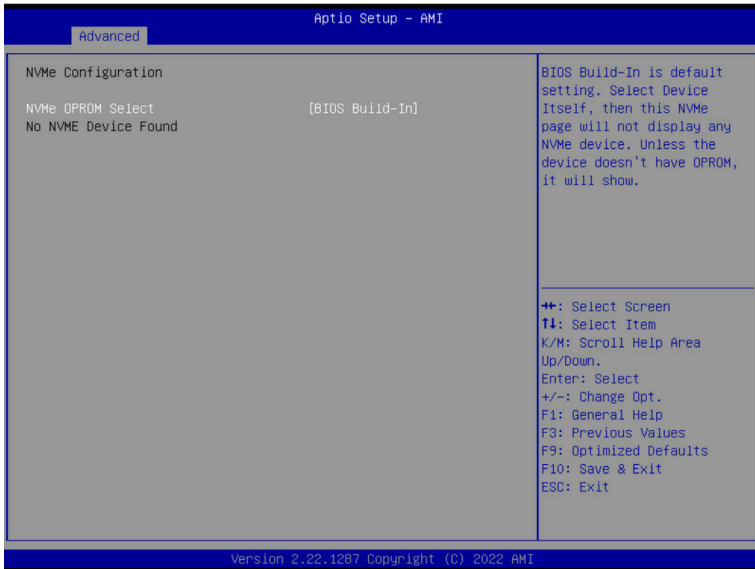 Aptio Setup – AMI
Advanced
NVMe Configuration
NVMe OPROM Select [BIOS Build-In]
No NVME Device Found
BIOS Build-In is default
setting. Select Device
Itself, then this NVMe
page will not display any
NVMe device. Unless the
device doesn't have OPROM,
it will show.
→←: Select Screen
↑↓: Select Item
K/M: Scroll Help Area
Up/Down.
Enter: Select
+/-: Change Opt.
F1: General Help
F3: Previous Values
F9: Optimized Defaults
F10: Save & Exit
ESC: Exit
Version 2.22.1287 Copyright (C) 2022 AMI